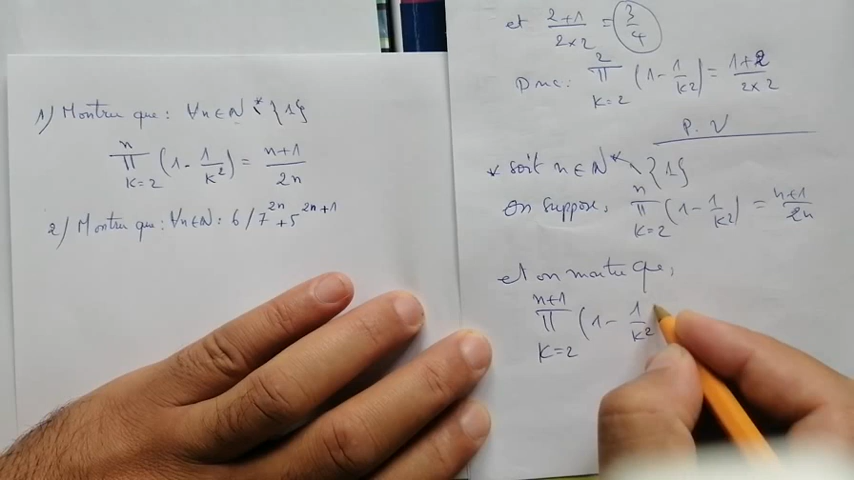 1) Montrer que : ∀n∈ℕ*\{1}
n
∏ (1 - 1/k²) = n+1/2n
K=2
2) Montrer que : ∀n∈ℕ : 6/7^2n + 5^2n+1
et 2+1/2×2 = 3/4
2
Donc : ∏ (1 - 1/k²) = 1+2/2×2
K=2
P.V
* soit n∈ℕ*\{1}
n
On suppose, ∏ (1 - 1/k²) = n+1/2n
K=2
et on montre que,
n+1
∏ (1 - 1/k²
K=2